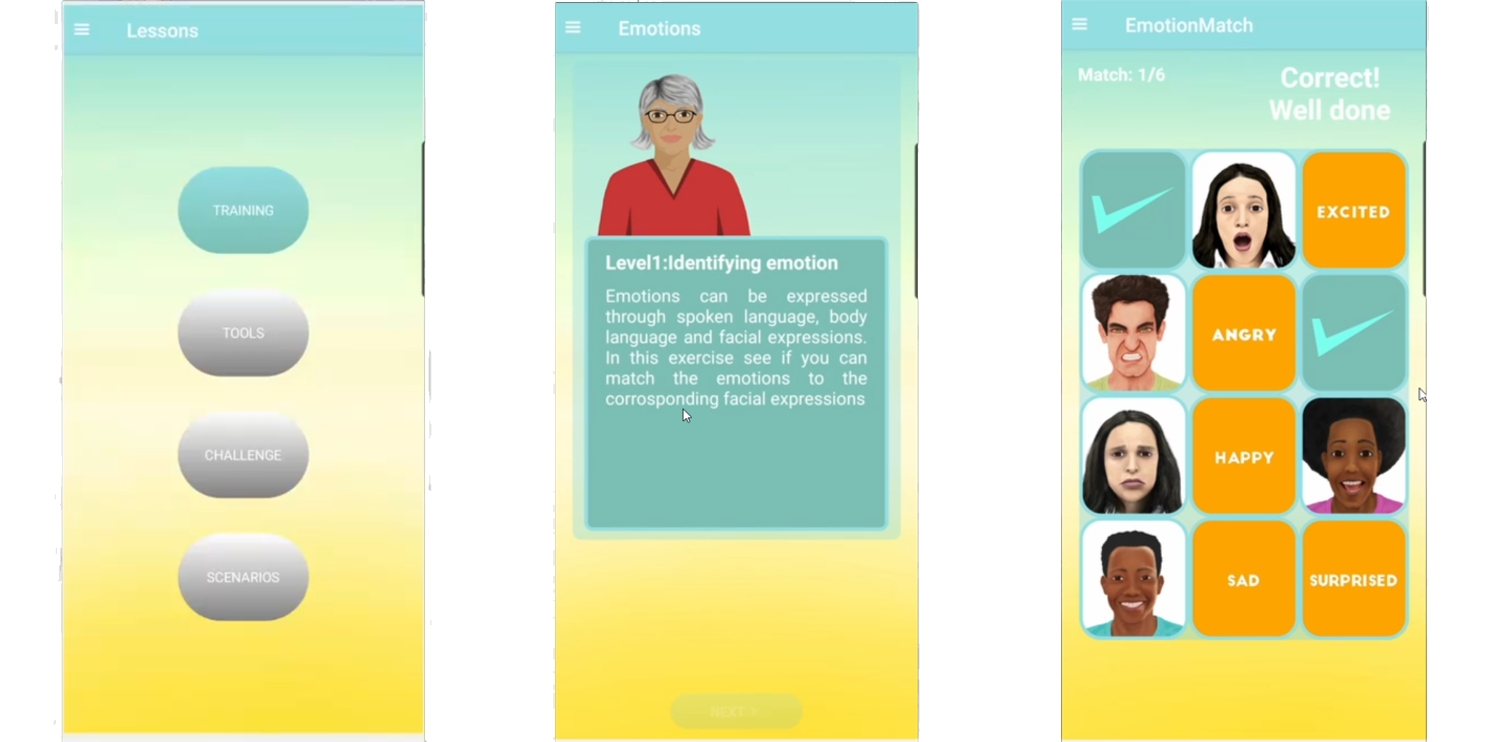 Lessons
TRAINING
TOOLS
CHALLENGE
SCENARIOS
Emotions
Level1:Identifying emotion
Emotions can be expressed
through spoken language, body
language and facial expressions.
In this exercise see if you can
match the emotions to the
corrosponding facial expressions
NEXT >
EmotionMatch
Match: 1/6
Correct!
Well done
EXCITED
ANGRY
HAPPY
SAD
SURPRISED